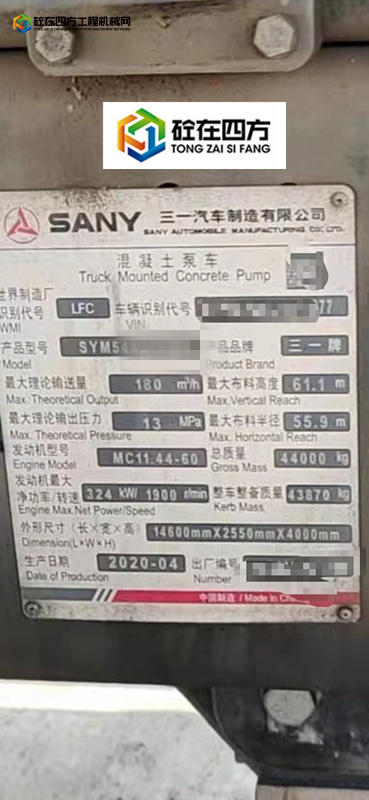 砼在四方工程机械网
砼在四方
TONG ZAI SI FANG
SANY 三一汽车制造有限公司
SANY AUTOMOBILE MANUFACTURING CO., LTD.
混凝土泵车
Truck Mounted Concrete Pump
世界制造厂
识别代号 LFC 车辆识别代号 77
WMI VIN
产品型号 SYM54 产品品牌 三一牌
Model Product Brand
最大理论输送量 180 m³/h 最大布料高度 61.1 m
Max. Theoretical Output Max.Vertical Reach
最大理论输出压力 13 MPa 最大布料半径 55.9 m
Max. Theoretical Pressure Max. Horizontal Reach
发动机型号 MC11.44-60 总质量 44000 kg
Engine Model Gross Mass
发动机最大
净功率/转速 324 kW/ 1900 r/min 整车整备质量 43870 kg
Engine Max.Net Power/Speed Kerb Mass
外形尺寸 (长×宽×高) 14600mmX2550mmX4000mm
Dimension(L×W×H)
生产日期 2020-04 出厂编号
Date of Production Number
中国制造 / Made in China